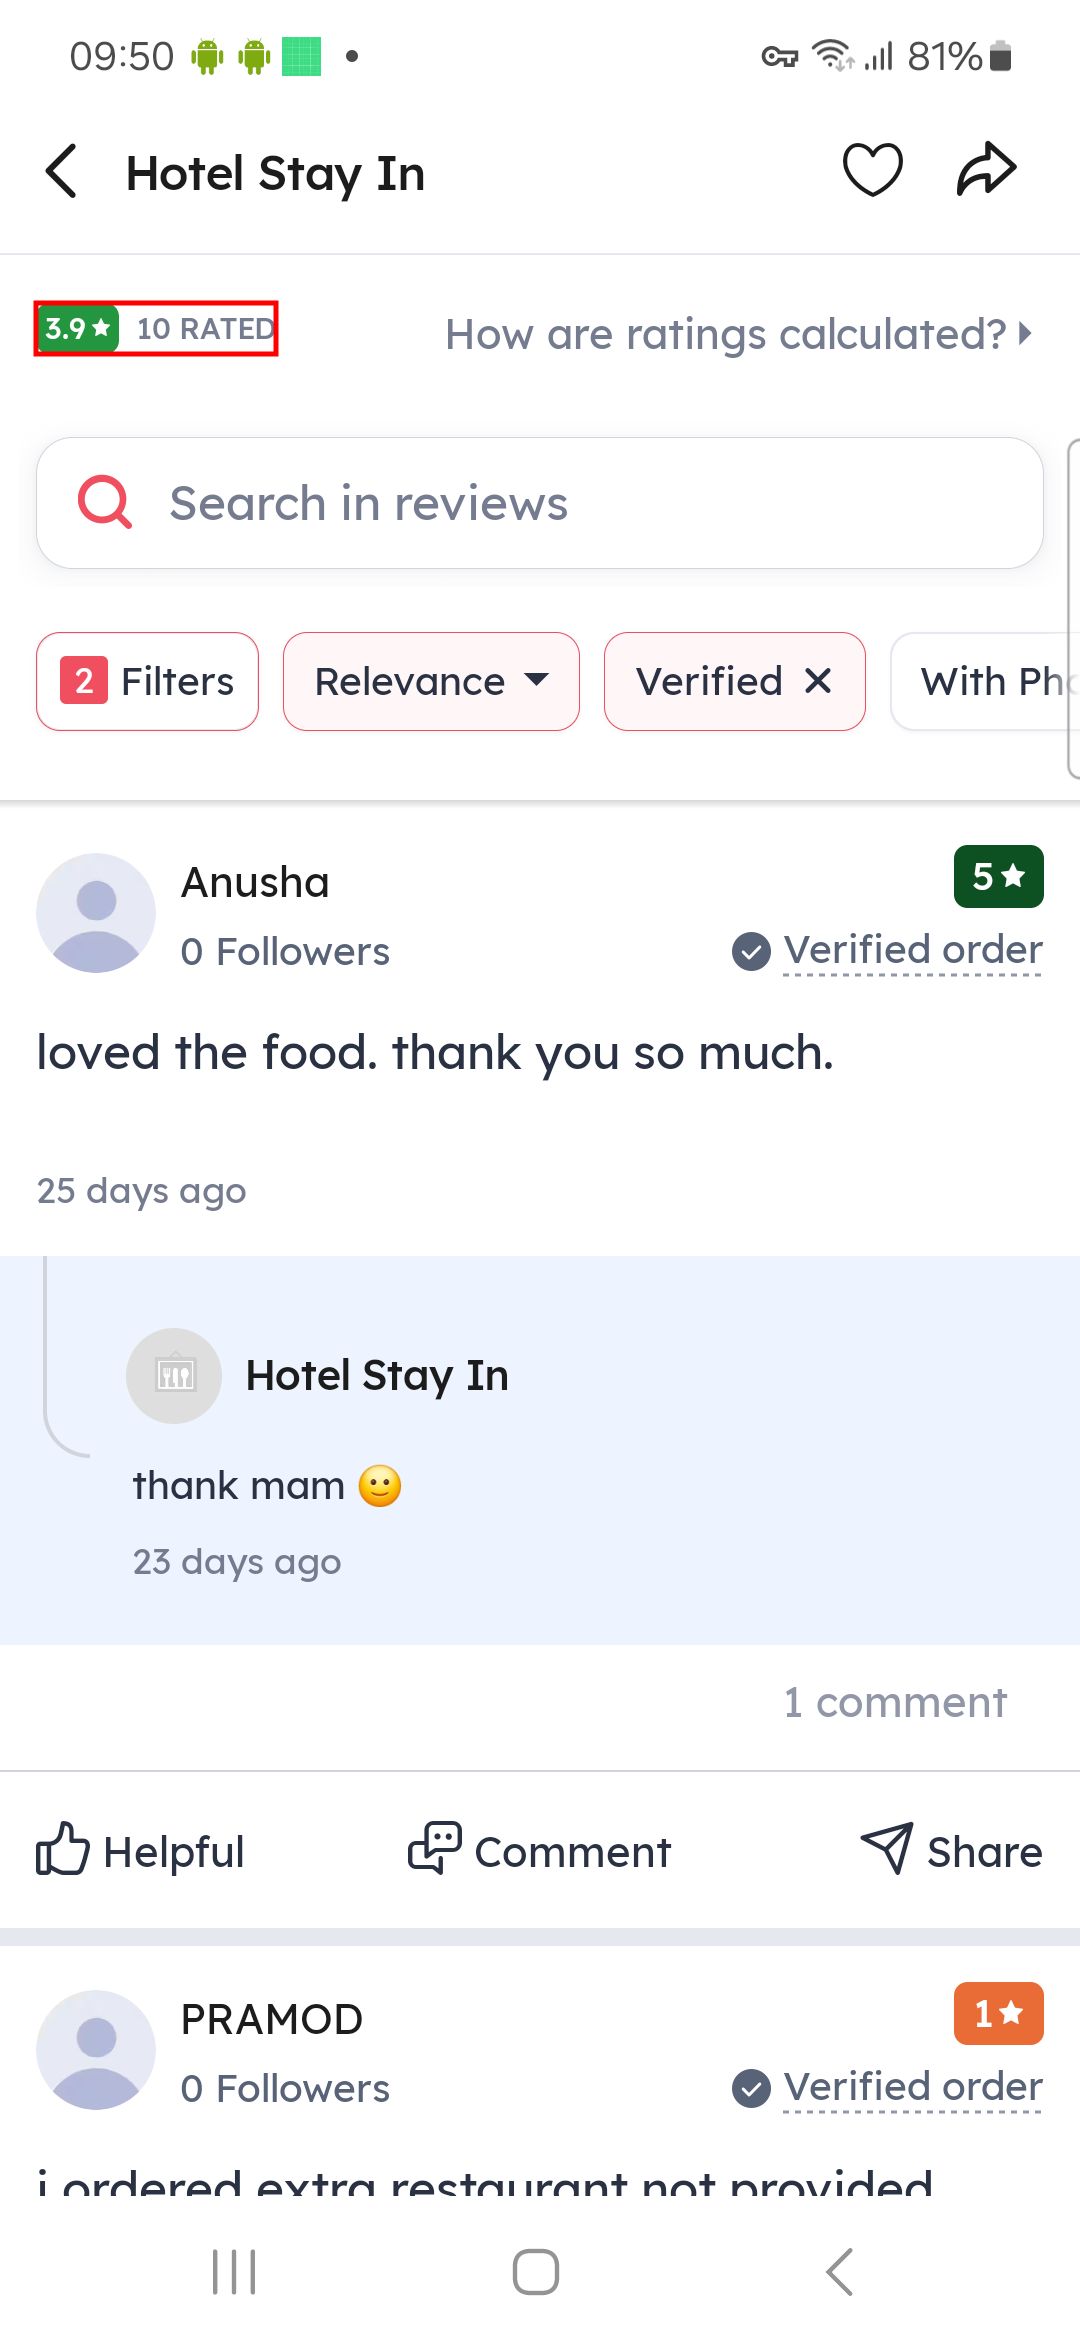 09:50
81%
Hotel Stay In
3.9 10 RATED
How are ratings calculated?
Search in reviews
2 Filters
Relevance
Verified
With Pho
Anusha
5
0 Followers
Verified order
loved the food. thank you so much.
25 days ago
Hotel Stay In
thank mam 🙂
23 days ago
1 comment
Helpful
Comment
Share
PRAMOD
1
0 Followers
Verified order
i ordered extra restaurant not provided